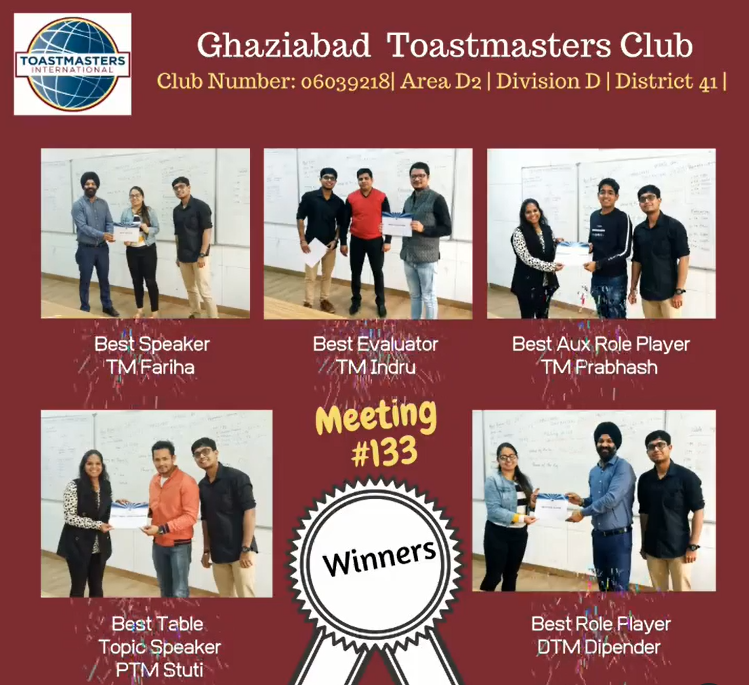 TOASTMASTERS
INTERNATIONAL
Ghaziabad Toastmasters Club
Club Number: 06039218| Area D2 | Division D | District 41 |
Best Speaker
TM Fariha
Best Evaluator
TM Indru
Best Aux Role Player
TM Prabhash
Meeting
#133
Winners
Best Table
Topic Speaker
PTM Stuti
Best Role Player
DTM Dipender